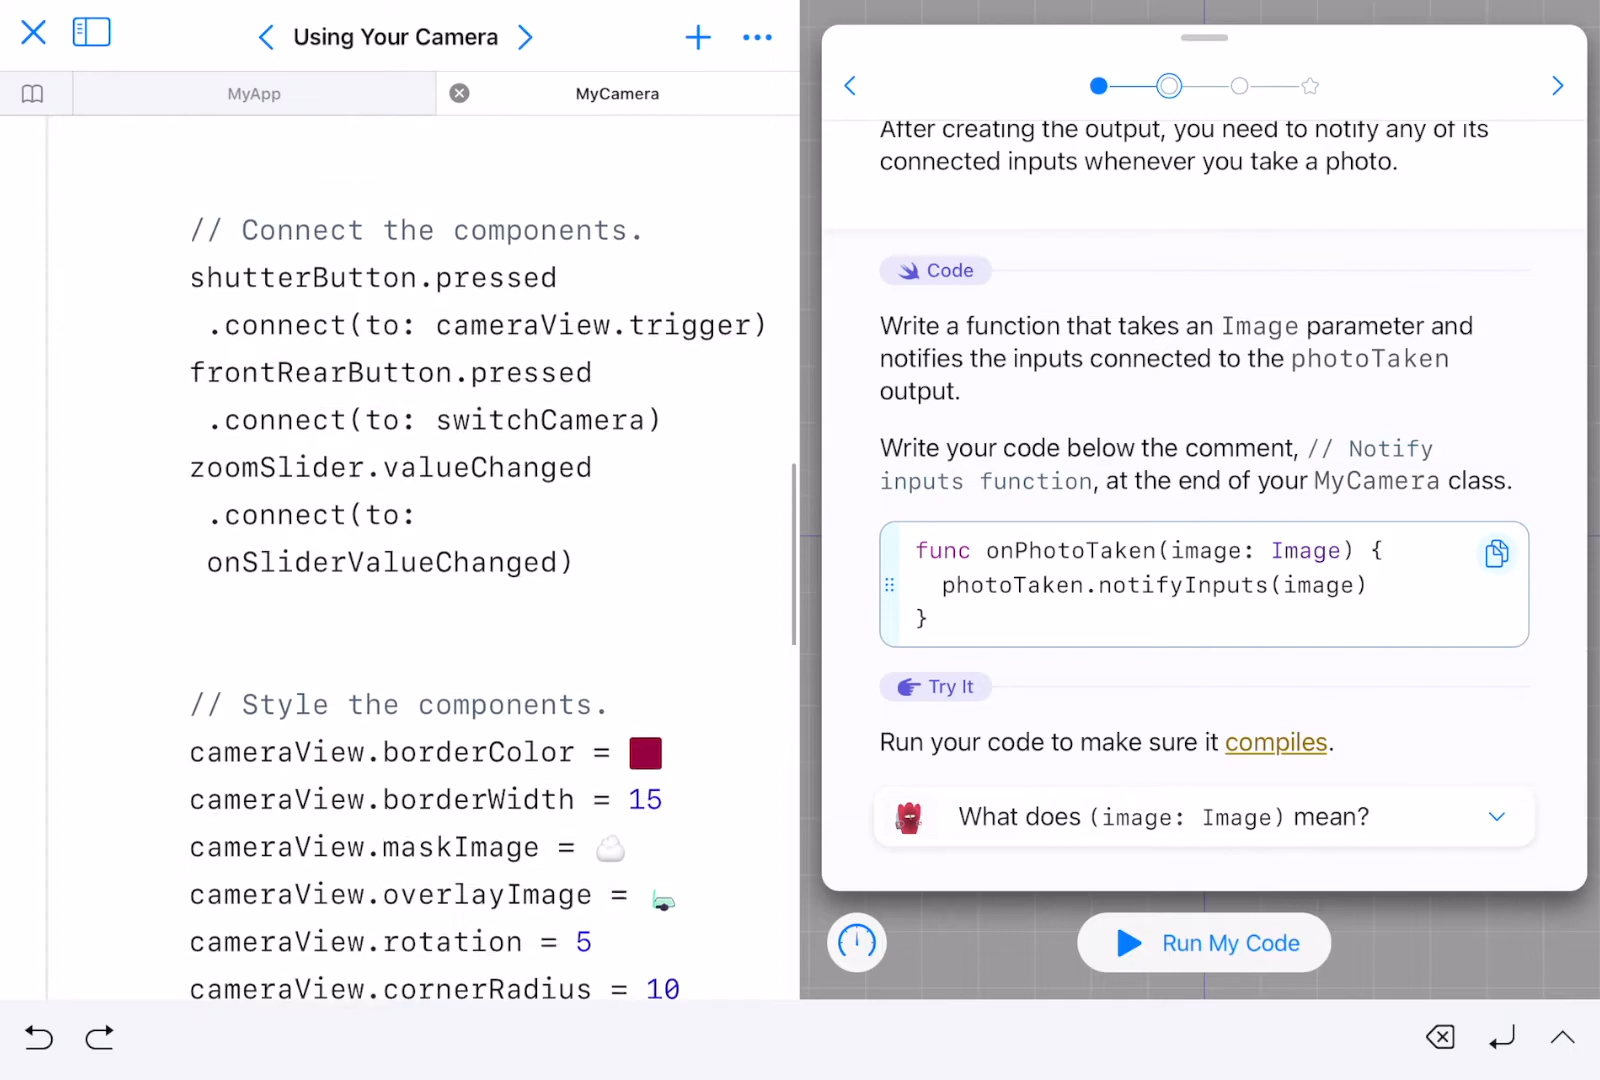 Using Your Camera
MyApp
MyCamera
// Connect the components.
shutterButton.pressed
.connect(to: cameraView.trigger)
frontRearButton.pressed
.connect(to: switchCamera)
zoomSlider.valueChanged
.connect(to:
onSliderValueChanged)
// Style the components.
cameraView.borderColor =
cameraView.borderWidth = 15
cameraView.maskImage =
cameraView.overlayImage =
cameraView.rotation = 5
cameraView.cornerRadius = 10
After creating the output, you need to notify any of its
connected inputs whenever you take a photo.
Code
Write a function that takes an Image parameter and
notifies the inputs connected to the photoTaken
output.
Write your code below the comment, // Notify
inputs function, at the end of your MyCamera class.
func onPhotoTaken(image: Image) {
photoTaken.notifyInputs(image)
}
Try It
Run your code to make sure it compiles.
What does (image: Image) mean?
Run My Code